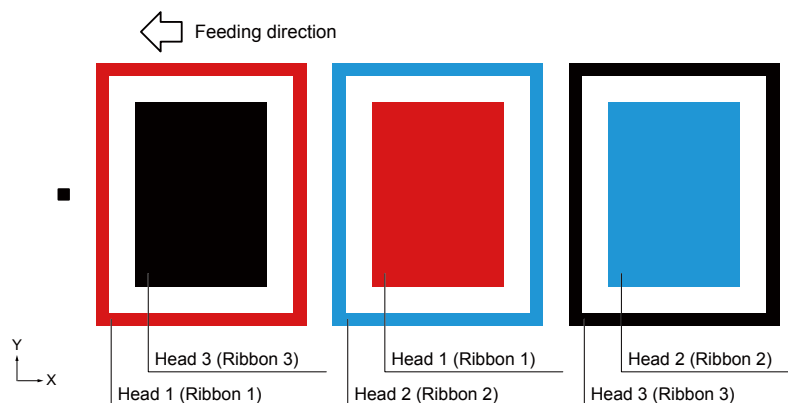 Feeding direction
Y
X
Head 3 (Ribbon 3)
Head 1 (Ribbon 1)
Head 1 (Ribbon 1)
Head 2 (Ribbon 2)
Head 2 (Ribbon 2)
Head 3 (Ribbon 3)